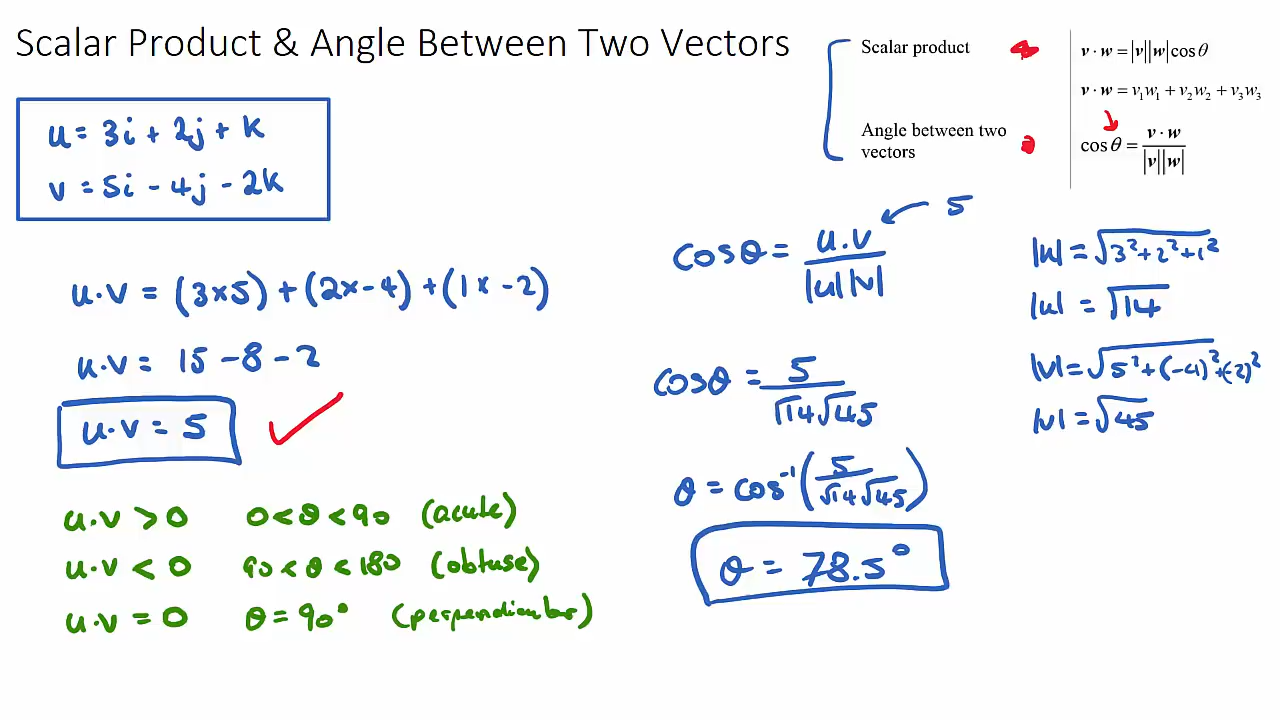 Scalar Product & Angle Between Two Vectors
Scalar product
v · w = |v||w| cos θ
v · w = v₁w₁ + v₂w₂ + v₃w₃
Angle between two
vectors
cos θ = v · w / |v||w|
u = 3i + 2j + k
v = 5i - 4j - 2k
u·v = (3×5) + (2×-4) + (1×-2)
u·v = 15 - 8 - 2
u·v = 5
u·v > 0 0 < θ < 90 (acute)
u·v < 0 90 < θ < 180 (obtuse)
u·v = 0 θ = 90° (perpendicular)
5
cosθ = u.v / |u||v|
cosθ = 5 / √14√45
θ = cos⁻¹(5 / √14√45)
θ = 78.5°
|u| = √3²+2²+1²
|u| = √14
|v| = √5²+(-4)²+(-2)²
|v| = √45